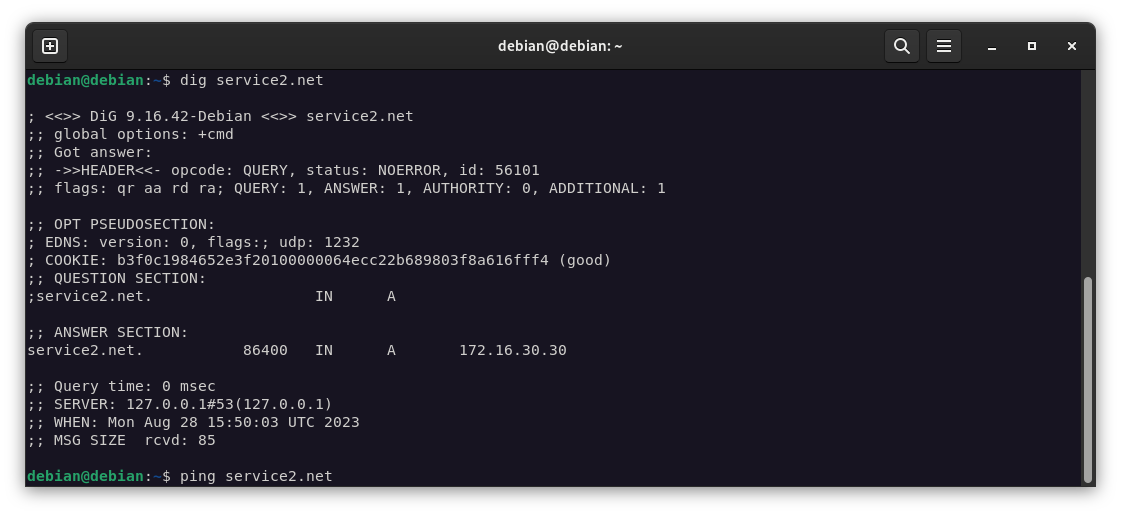 debian@debian: ~
debian@debian:~$ dig service2.net
; <<>> DiG 9.16.42-Debian <<>> service2.net
;; global options: +cmd
;; Got answer:
;; ->>HEADER<<- opcode: QUERY, status: NOERROR, id: 56101
;; flags: qr aa rd ra; QUERY: 1, ANSWER: 1, AUTHORITY: 0, ADDITIONAL: 1
;; OPT PSEUDOSECTION:
; EDNS: version: 0, flags:; udp: 1232
; COOKIE: b3f0c1984652e3f20100000064ecc22b689803f8a616fff4 (good)
;; QUESTION SECTION:
;service2.net.                  IN      A
;; ANSWER SECTION:
service2.net.           86400   IN      A       172.16.30.30
;; Query time: 0 msec
;; SERVER: 127.0.0.1#53(127.0.0.1)
;; WHEN: Mon Aug 28 15:50:03 UTC 2023
;; MSG SIZE  rcvd: 85
debian@debian:~$ ping service2.net